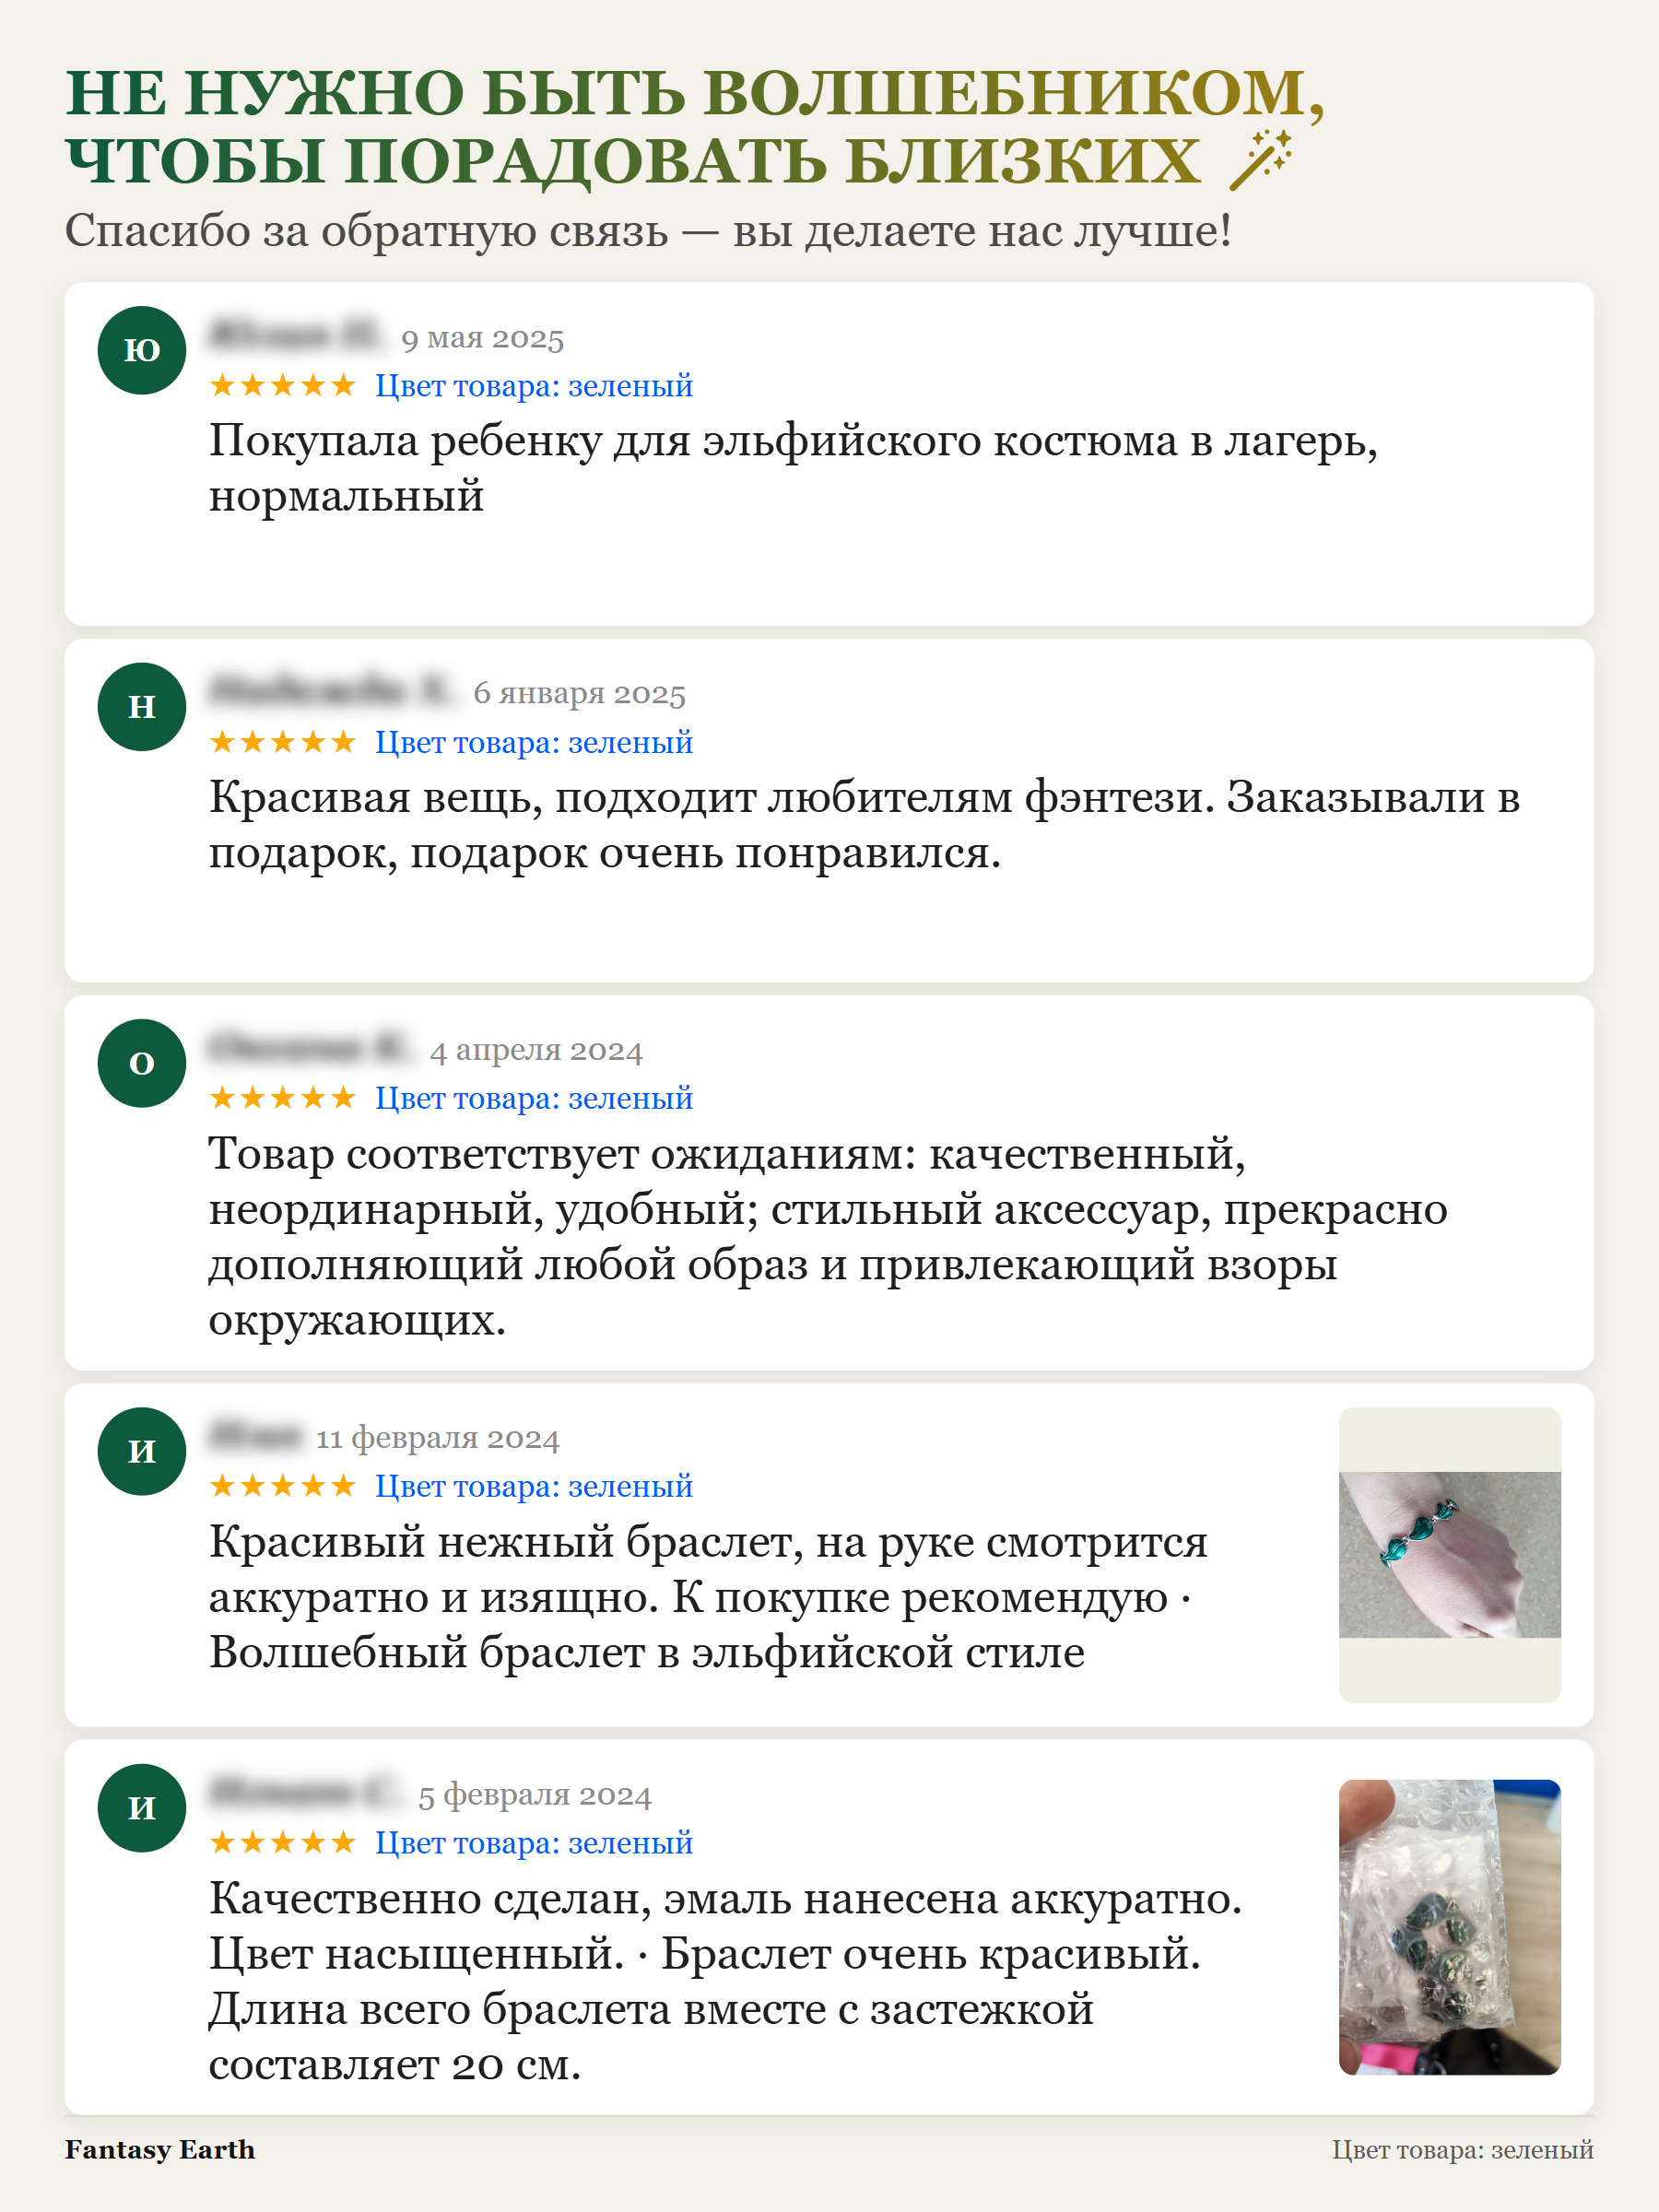 НЕ НУЖНО БЫТЬ ВОЛШЕБНИКОМ,
ЧТОБЫ ПОРАДОВАТЬ БЛИЗКИХ
Спасибо за обратную связь — вы делаете нас лучше!
Ю
9 мая 2025
★★★★★ Цвет товара: зеленый
Покупала ребенку для эльфийского костюма в лагерь,
нормальный
Н
6 января 2025
★★★★★ Цвет товара: зеленый
Красивая вещь, подходит любителям фэнтези. Заказывали в
подарок, подарок очень понравился.
О
4 апреля 2024
★★★★★ Цвет товара: зеленый
Товар соответствует ожиданиям: качественный,
неординарный, удобный; стильный аксессуар, прекрасно
дополняющий любой образ и привлекающий взоры
окружающих.
И
11 февраля 2024
★★★★★ Цвет товара: зеленый
Красивый нежный браслет, на руке смотрится
аккуратно и изящно. К покупке рекомендую ·
Волшебный браслет в эльфийской стиле
И
5 февраля 2024
★★★★★ Цвет товара: зеленый
Качественно сделан, эмаль нанесена аккуратно.
Цвет насыщенный. · Браслет очень красивый.
Длина всего браслета вместе с застежкой
составляет 20 см.
Fantasy Earth
Цвет товара: зеленый